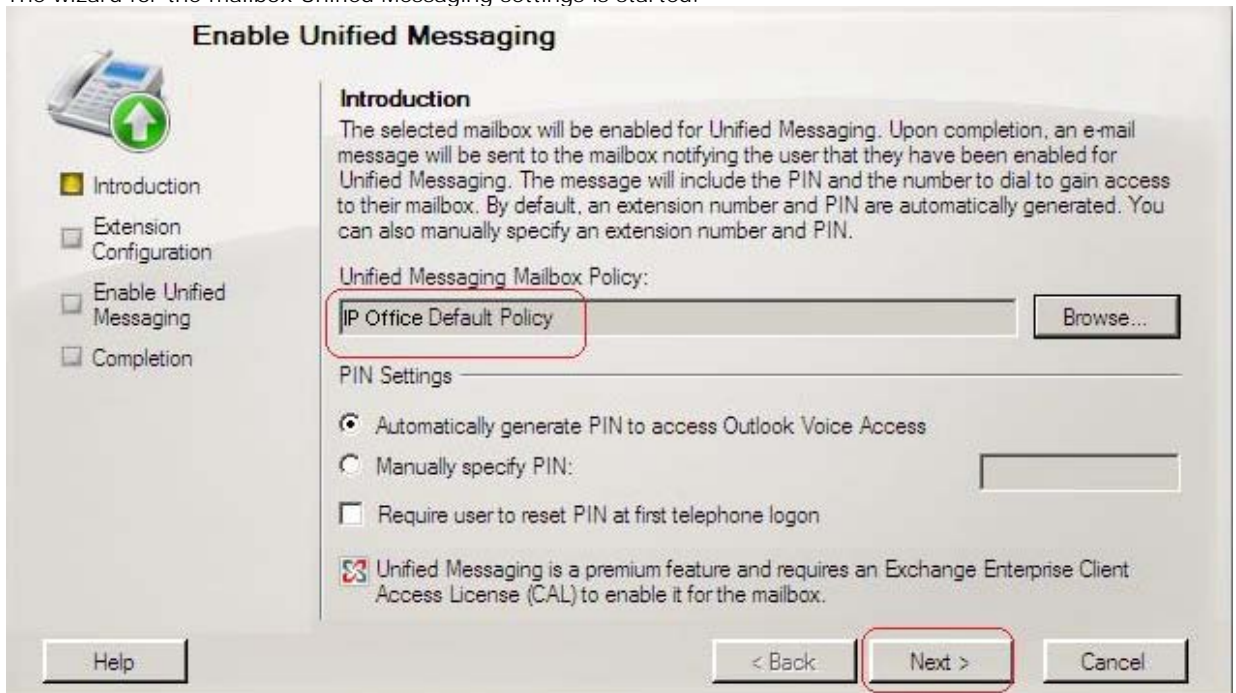 The wizard for the mailbox Unified Messaging settings is started.
Enable Unified Messaging
Introduction
Extension
Configuration
Enable Unified
Messaging
Completion
Introduction
The selected mailbox will be enabled for Unified Messaging. Upon completion, an e-mail
message will be sent to the mailbox notifying the user that they have been enabled for
Unified Messaging. The message will include the PIN and the number to dial to gain access
to their mailbox. By default, an extension number and PIN are automatically generated. You
can also manually specify an extension number and PIN.
Unified Messaging Mailbox Policy:
IP Office Default Policy
Browse...
PIN Settings
Automatically generate PIN to access Outlook Voice Access
Manually specify PIN:
Require user to reset PIN at first telephone logon
Unified Messaging is a premium feature and requires an Exchange Enterprise Client
Access License (CAL) to enable it for the mailbox.
Help
< Back
Next >
Cancel